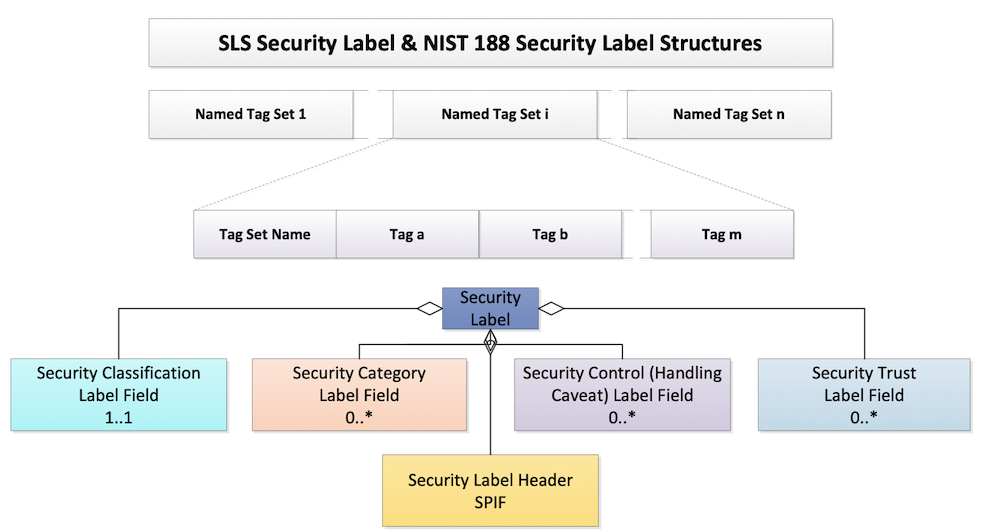 SLS Security Label & NIST 188 Security Label Structures
Named Tag Set 1
Named Tag Set i
Named Tag Set n
Tag Set Name
Tag a
Tag b
Tag m
Security
Label
Security Classification
Label Field
1..1
Security Category
Label Field
0..*
Security Control (Handling
Caveat) Label Field
0..*
Security Trust
Label Field
0..*
Security Label Header
SPIF